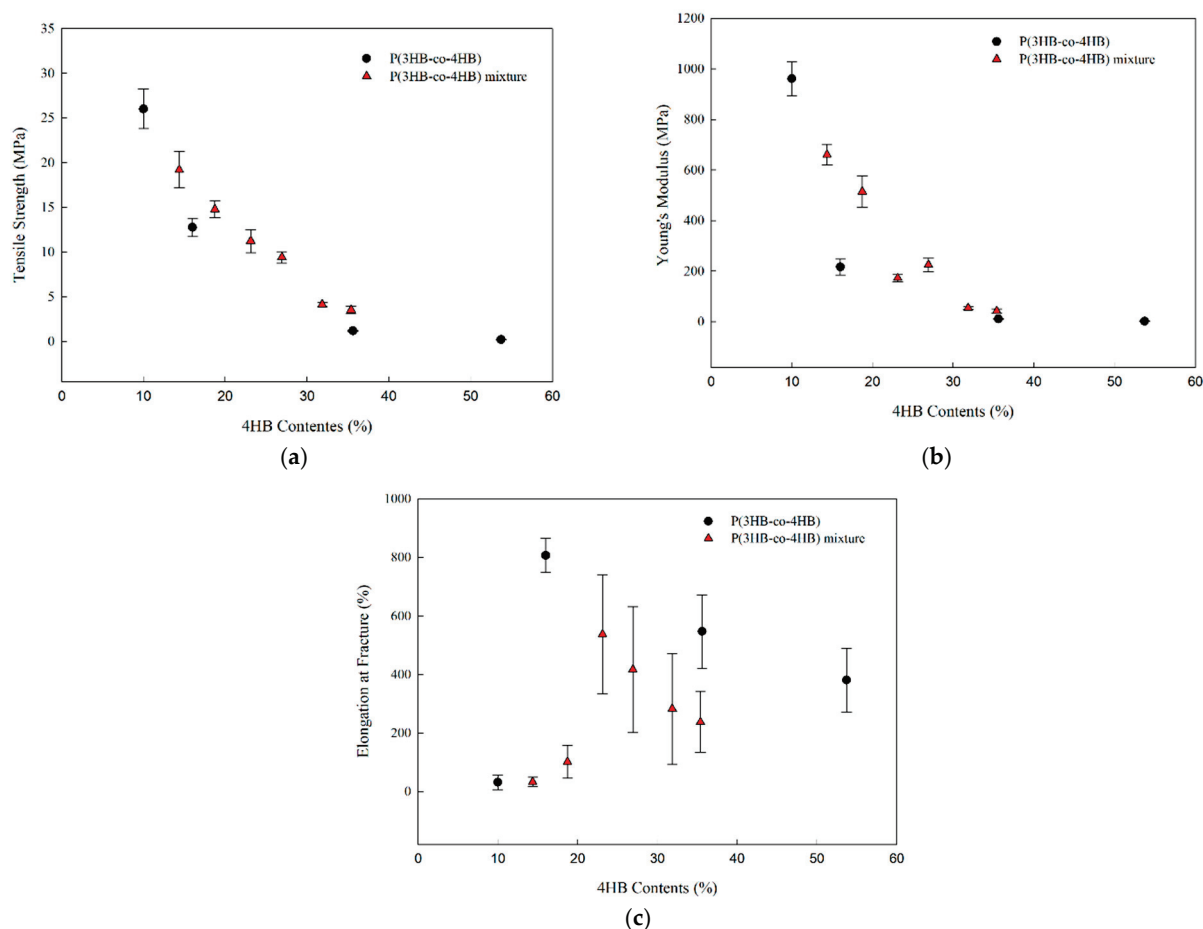 35
30
25
20
15
10
5
0
Tensile Strength (MPa)
P(3HB-co-4HB)
P(3HB-co-4HB) mixture
0 10 20 30 40 50 60
4HB Contentes (%)
(a)
1200
1000
800
600
400
200
0
Young's Modulus (MPa)
P(3HB-co-4HB)
P(3HB-co-4HB) mixture
0 10 20 30 40 50 60
4HB Contents (%)
(b)
1000
800
600
400
200
0
Elongation at Fracture (%)
P(3HB-co-4HB)
P(3HB-co-4HB) mixture
0 10 20 30 40 50 60
4HB Contents (%)
(c)